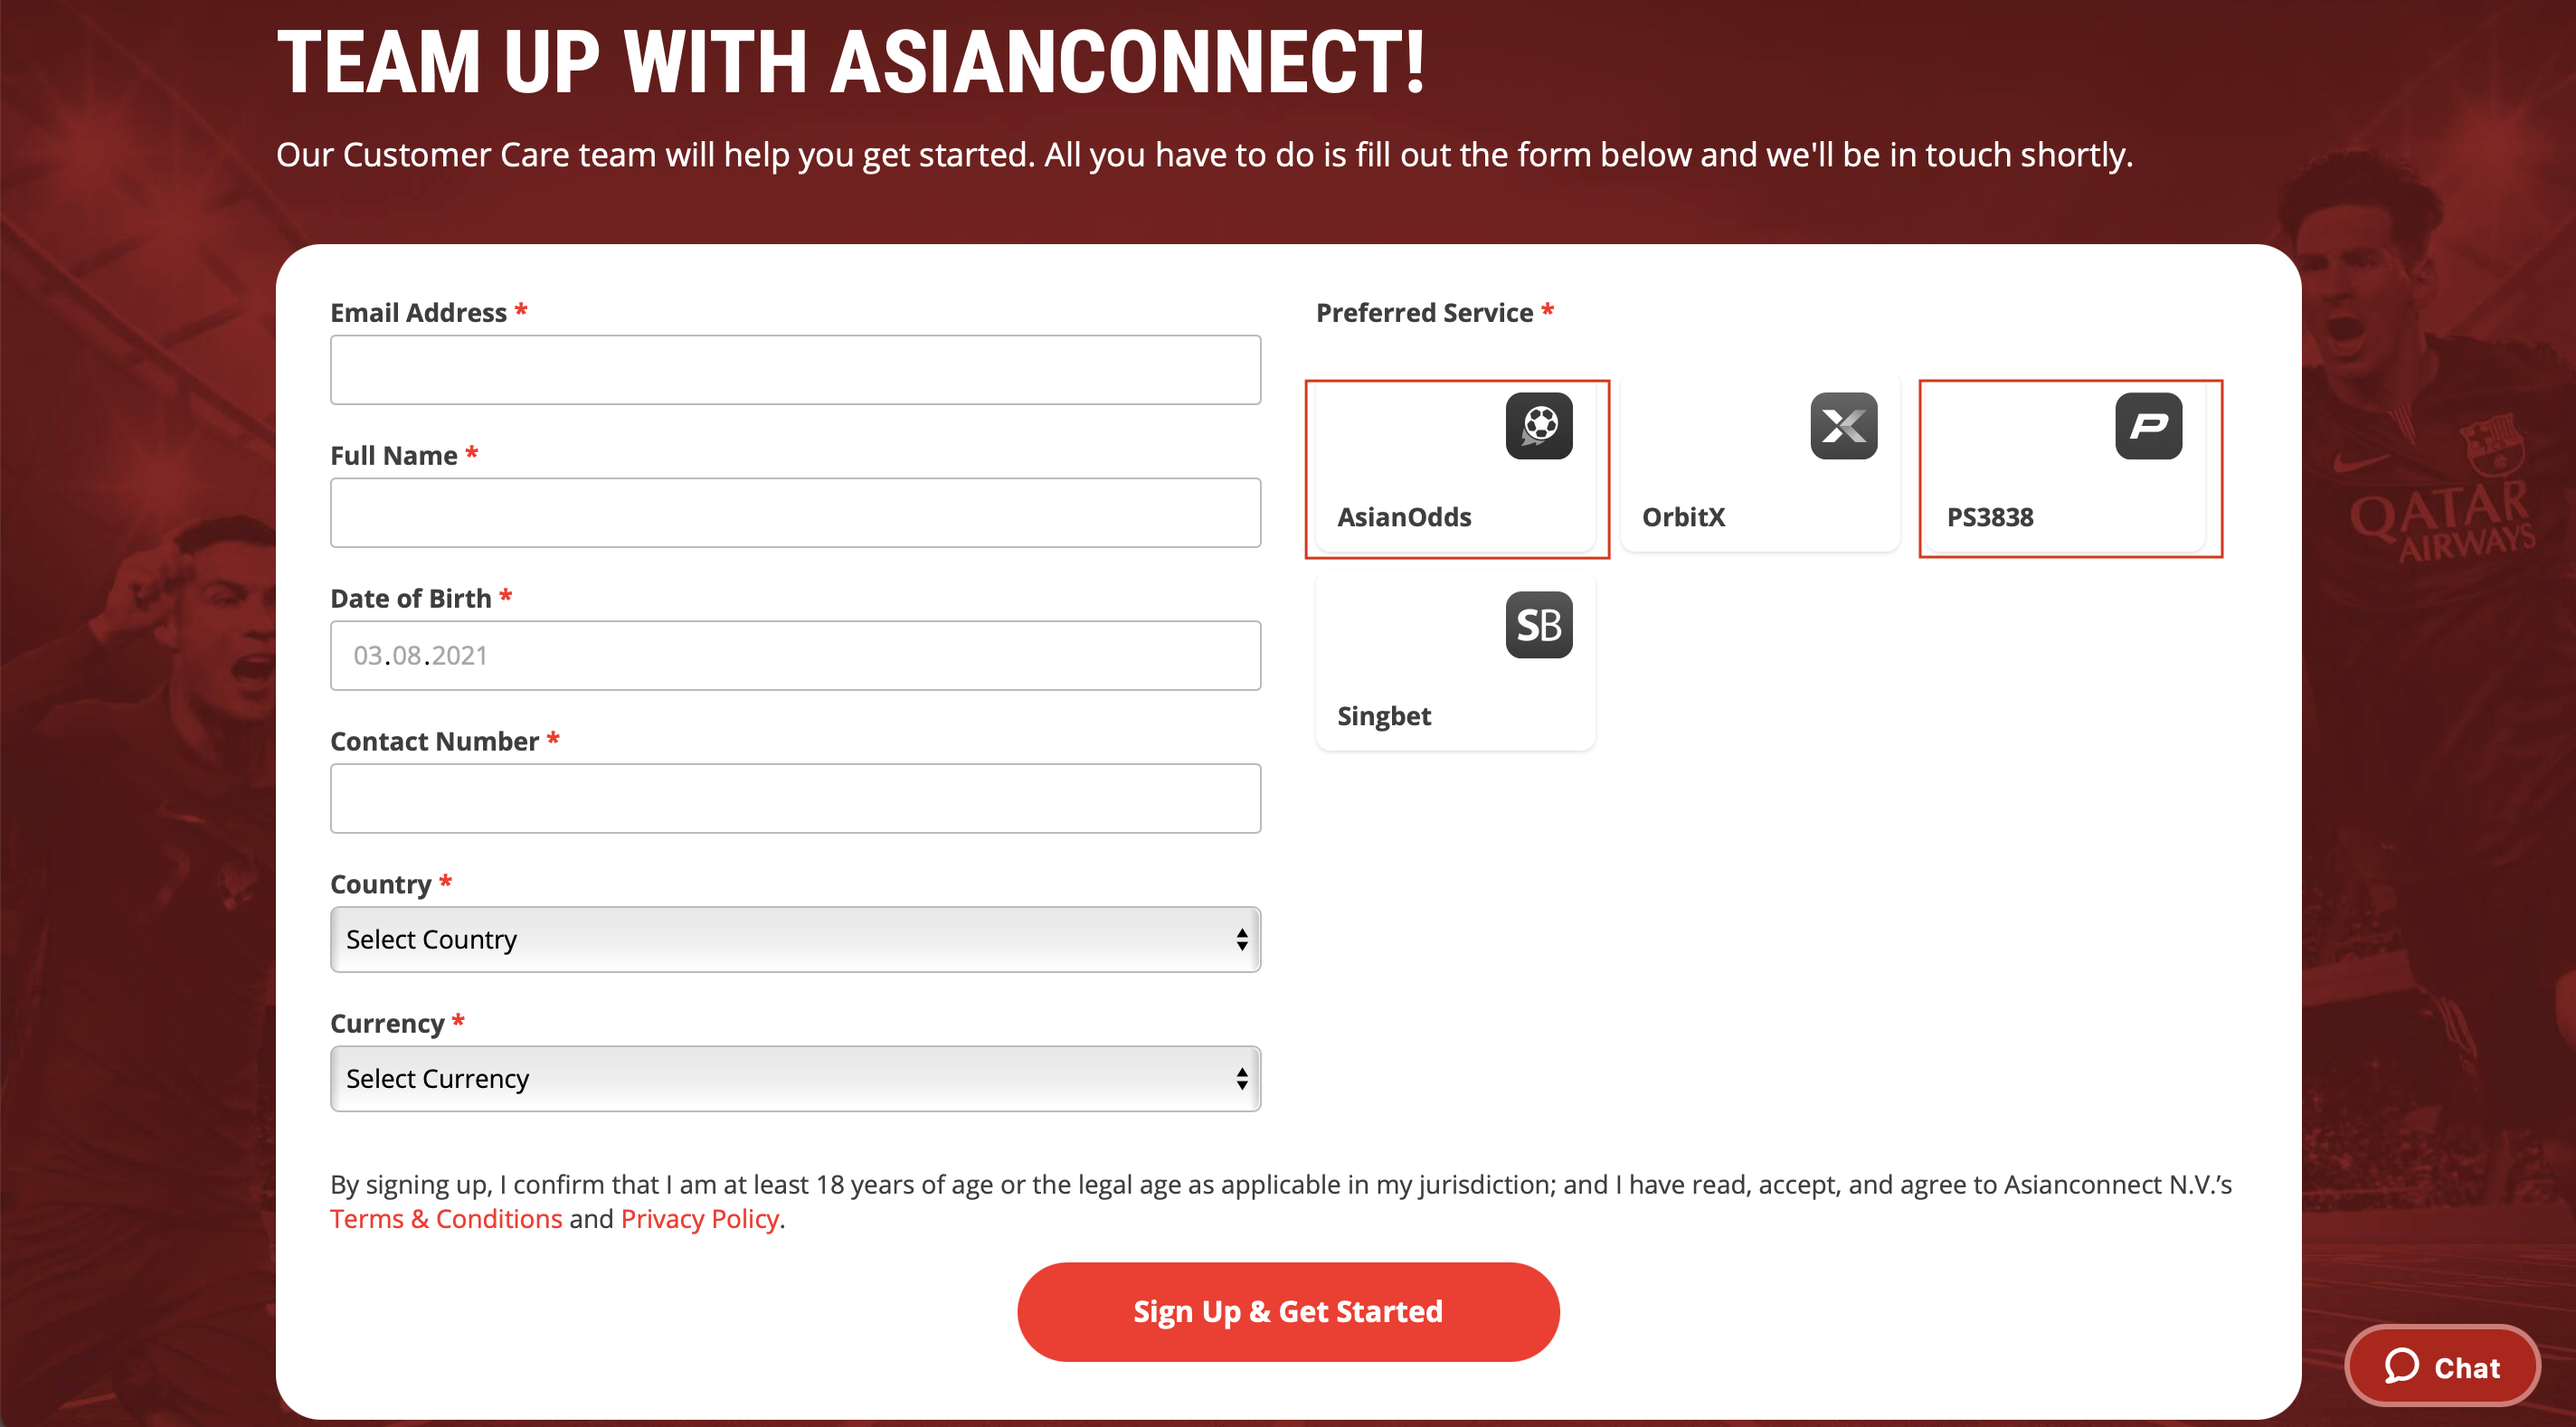 TEAM UP WITH ASIANCONNECT!
Our Customer Care team will help you get started. All you have to do is fill out the form below and we'll be in touch shortly.
Email Address *
Full Name *
Date of Birth *
03.08.2021
Contact Number *
Country *
Select Country
Currency *
Select Currency
Preferred Service *
AsianOdds
X
OrbitX
P
PS3838
SB
Singbet
QATAR
AIRWAYS
By signing up, I confirm that I am at least 18 years of age or the legal age as applicable in my jurisdiction; and I have read, accept, and agree to Asianconnect N.V.’s
Terms & Conditions and Privacy Policy.
Sign Up & Get Started
Chat